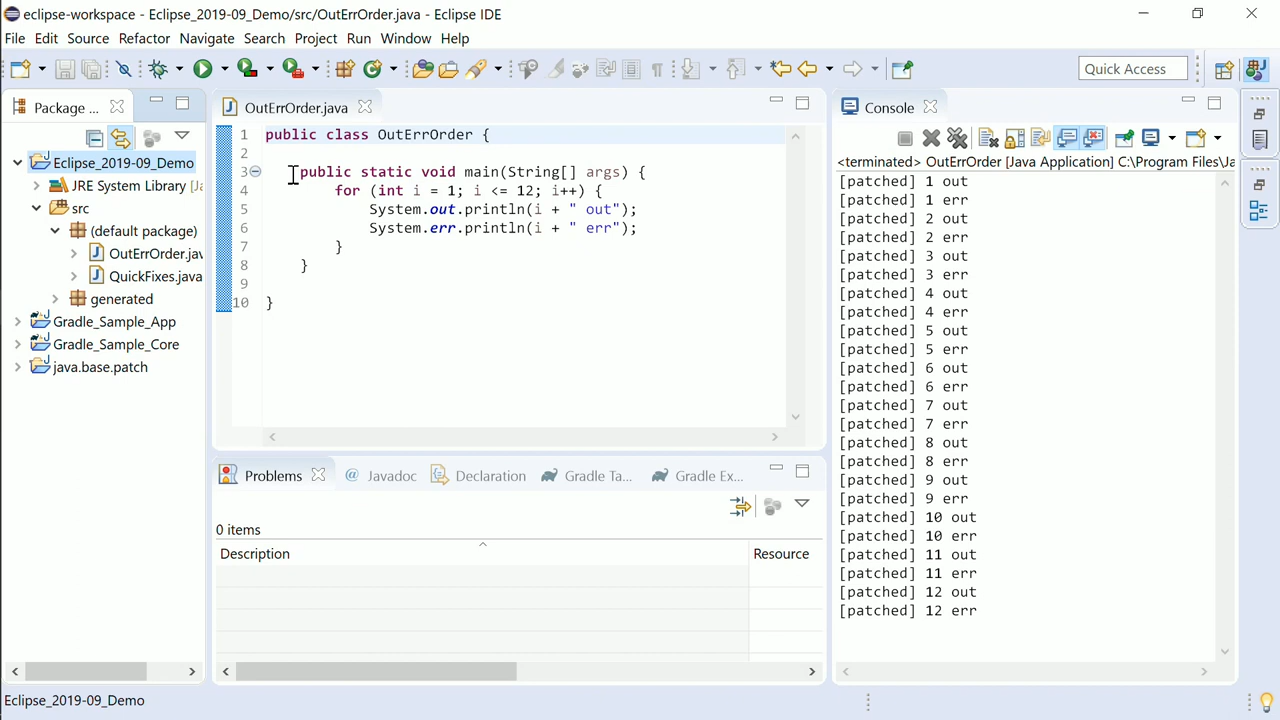 eclipse-workspace - Eclipse_2019-09_Demo/src/OutErrOrder.java - Eclipse IDE
File Edit Source Refactor Navigate Search Project Run Window Help
Quick Access
Package ...
Eclipse_2019-09_Demo
JRE System Library [J
src
(default package)
OutErrOrder.jav
QuickFixes.java
generated
Gradle_Sample_App
Gradle_Sample_Core
java.base.patch
OutErrOrder.java
1 public class OutErrOrder {
2
3 public static void main(String[] args) {
4 for (int i = 1; i <= 12; i++) {
5 System.out.println(i + " out");
6 System.err.println(i + " err");
7 }
8 }
9
10 }
Problems @ Javadoc Declaration Gradle Ta... Gradle Ex...
0 items
Description Resource
Console
<terminated> OutErrOrder [Java Application] C:\Program Files\Ja
[patched] 1 out
[patched] 1 err
[patched] 2 out
[patched] 2 err
[patched] 3 out
[patched] 3 err
[patched] 4 out
[patched] 4 err
[patched] 5 out
[patched] 5 err
[patched] 6 out
[patched] 6 err
[patched] 7 out
[patched] 7 err
[patched] 8 out
[patched] 8 err
[patched] 9 out
[patched] 9 err
[patched] 10 out
[patched] 10 err
[patched] 11 out
[patched] 11 err
[patched] 12 out
[patched] 12 err
Eclipse_2019-09_Demo